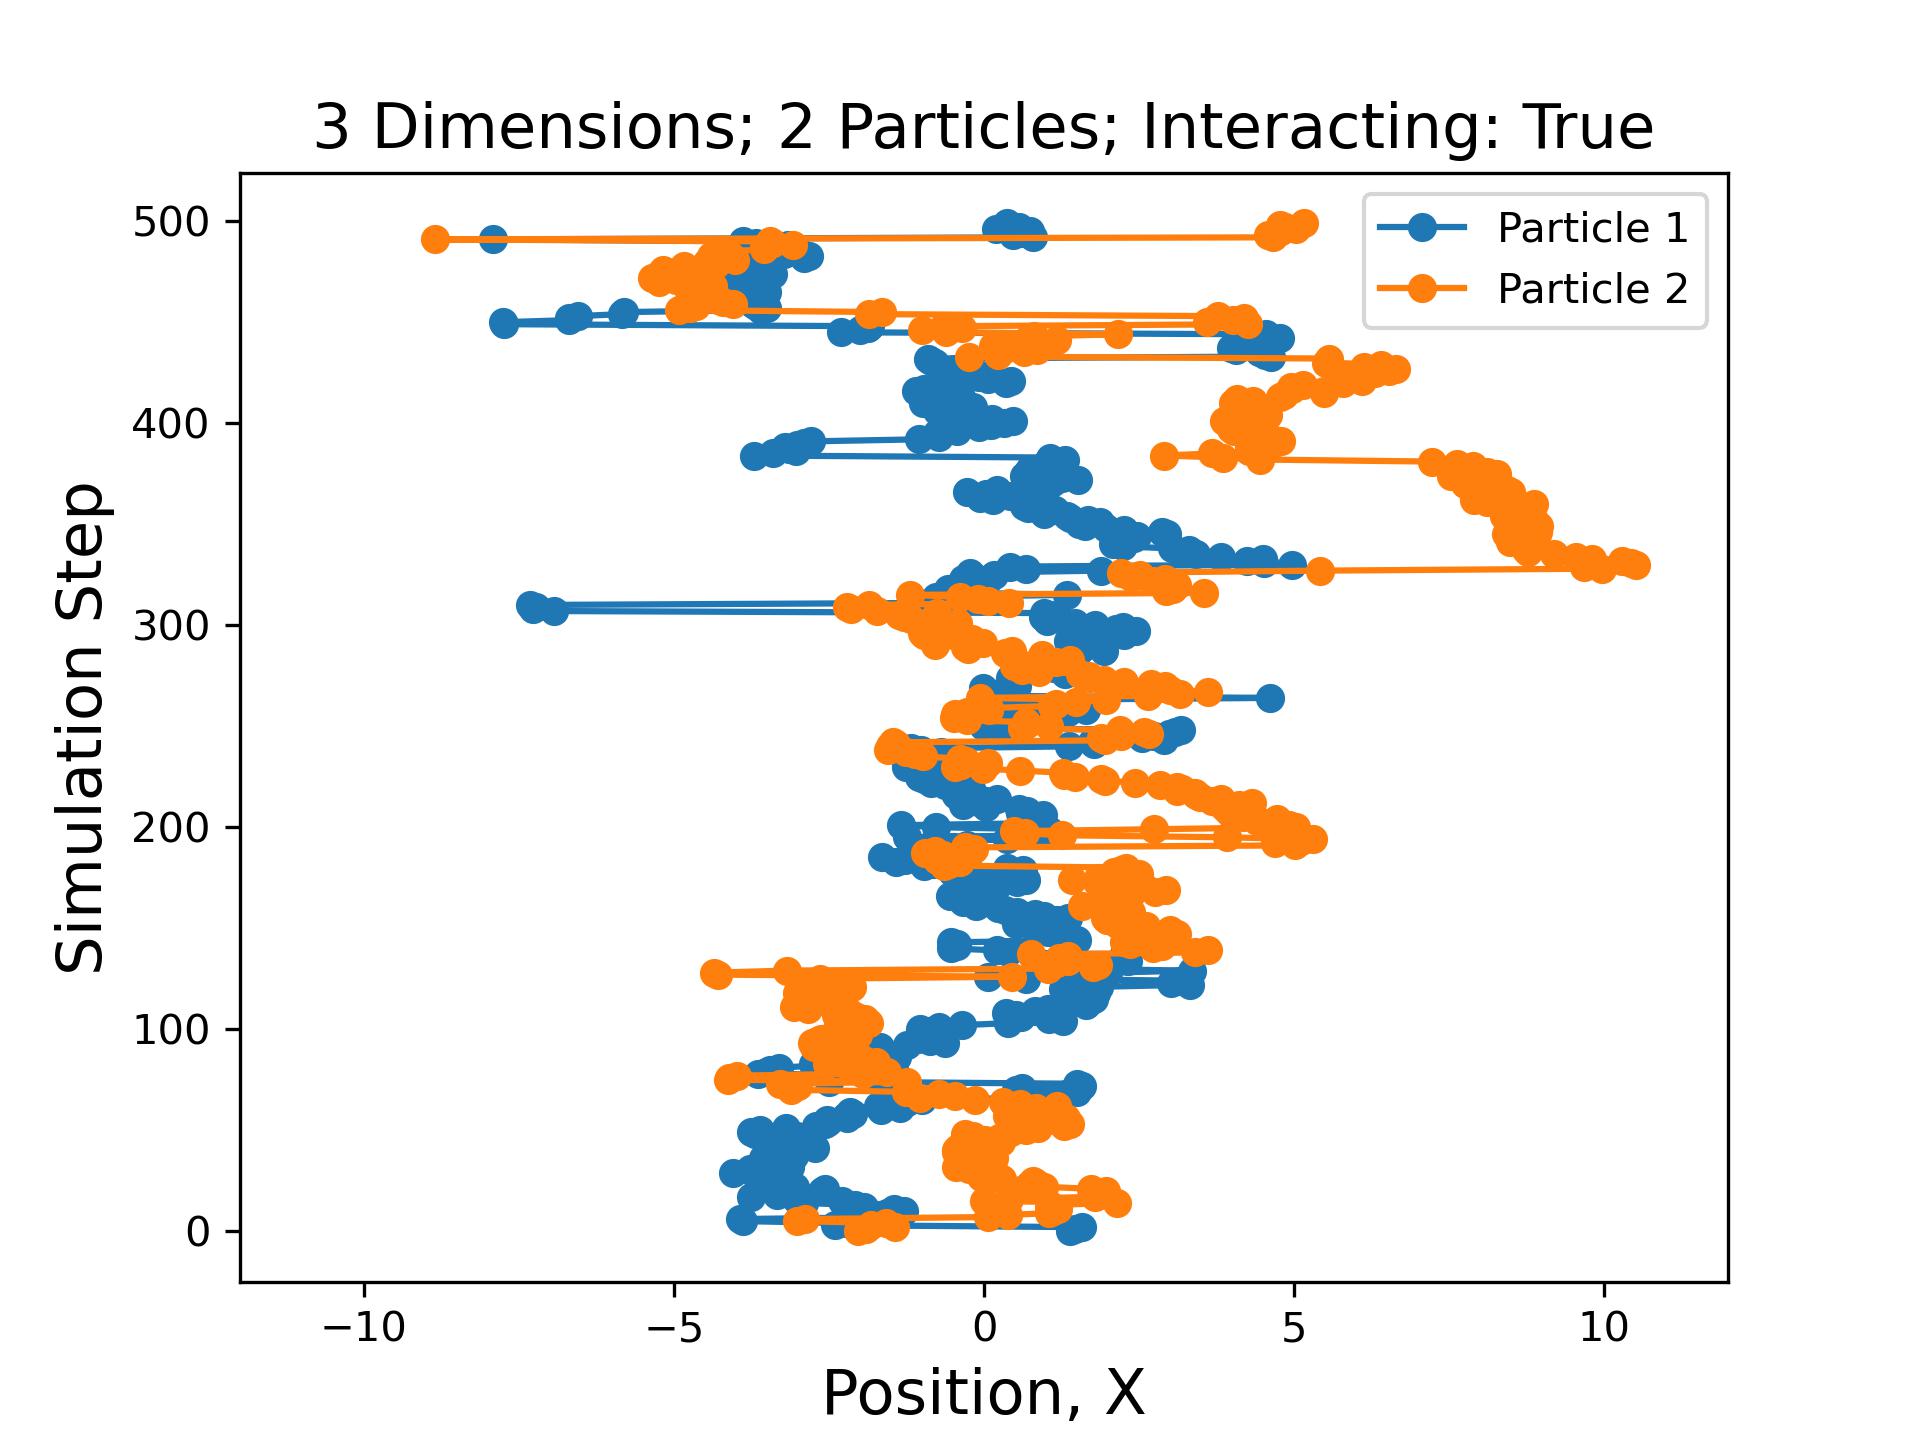 3 Dimensions; 2 Particles; Interacting: True
Particle 1
Particle 2
Simulation Step
500
400
300
200
100
0
−10
−5
0
5
10
Position, X